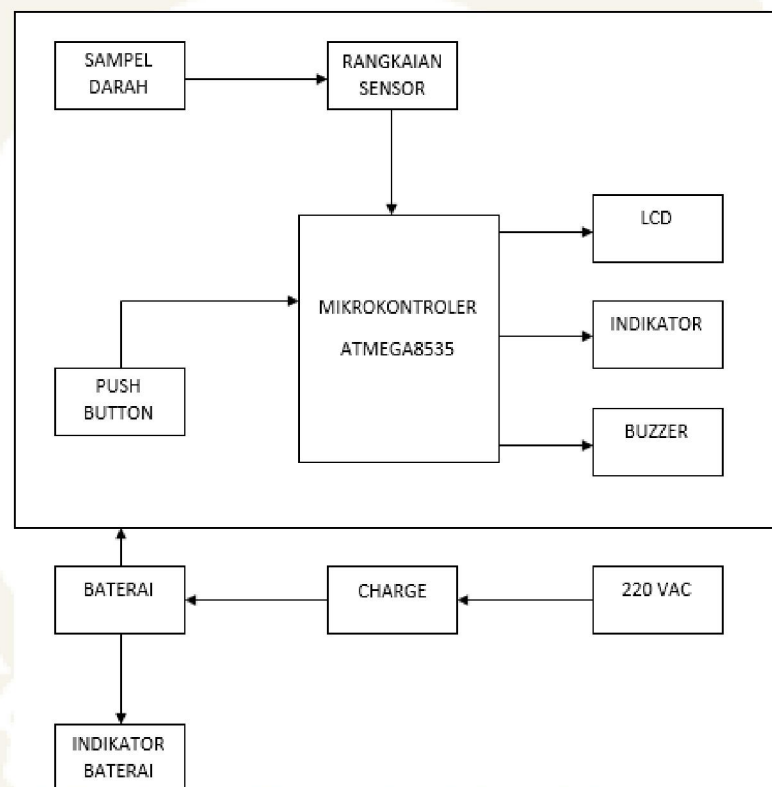 SAMPEL
DARAH
RANGKAIAN
SENSOR
LCD
MIKROKONTROLER
ATMEGA8535
INDIKATOR
PUSH
BUTTON
BUZZER
BATERAI
CHARGE
220 VAC
INDIKATOR
BATERAI